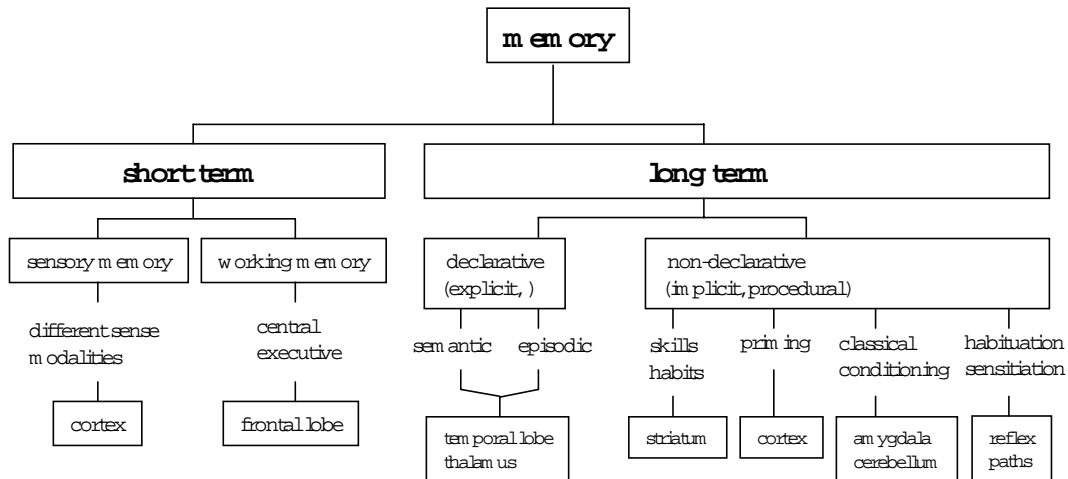 memory
short term
long term
sensory memory
working memory
declarative
(explicit, )
non-declarative
(implicit, procedural)
different sense
modalities
central
executive
semantic
episodic
skills
habits
priming
classical
conditioning
habituation
sensitiation
cortex
frontal lobe
temporal lobe
thalamus
striatum
cortex
amygdala
cerebellum
reflex
paths